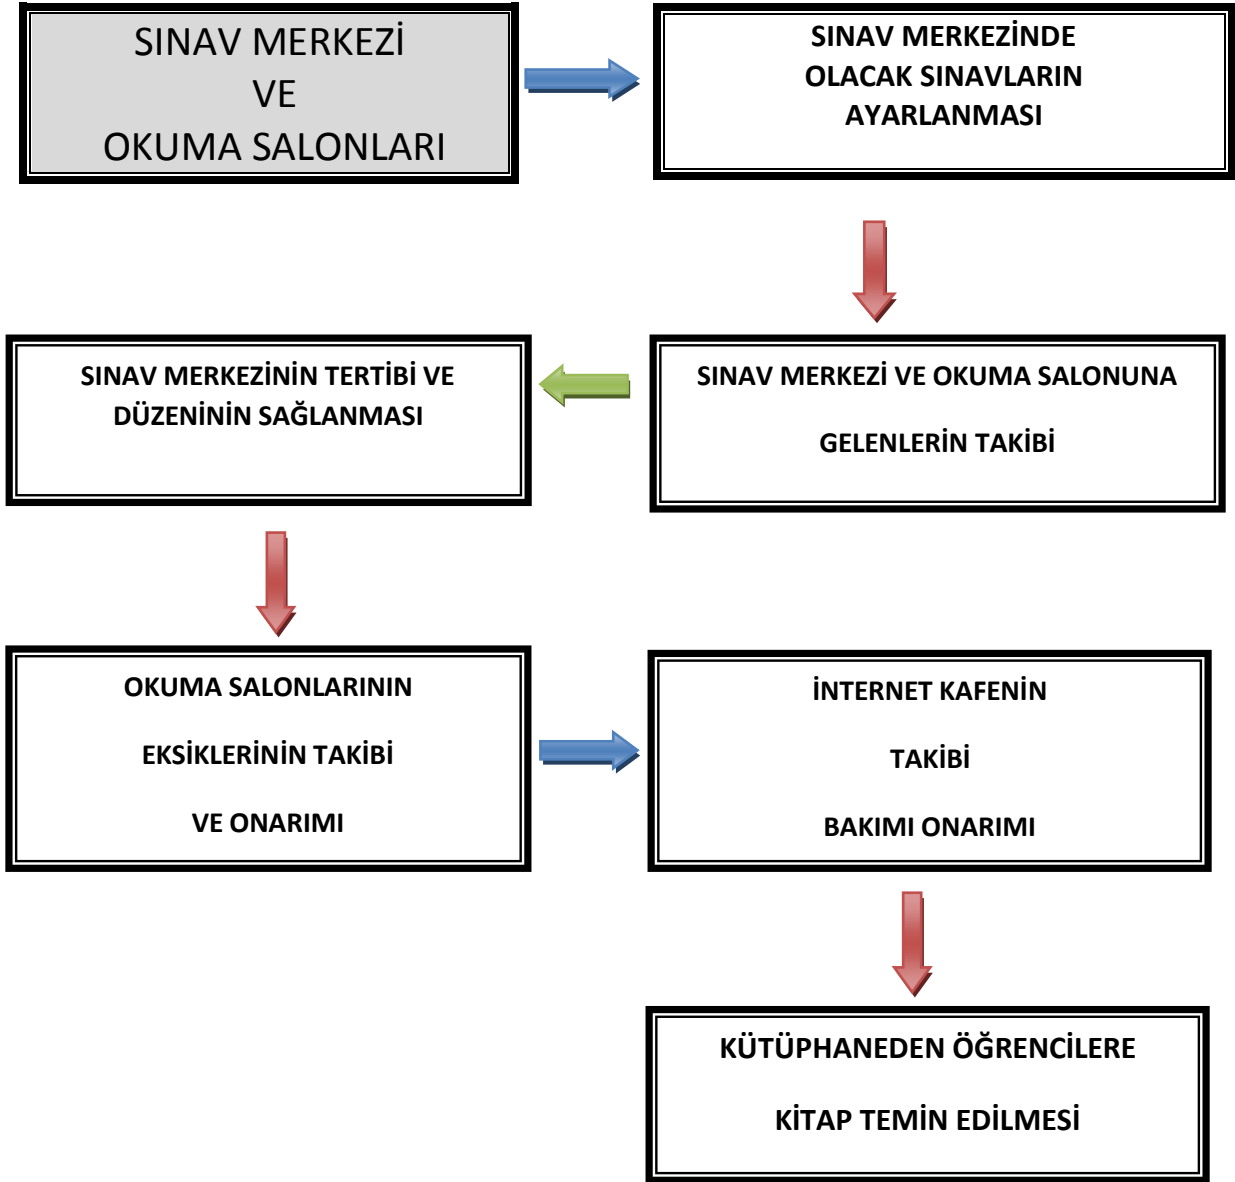 SINAV MERKEZİ
VE
OKUMA SALONLARI
SINAV MERKEZİNDE
OLACAK SINAVLARIN
AYARLANMASI
SINAV MERKEZİ VE OKUMA SALONUNA
GELENLERİN TAKİBİ
SINAV MERKEZİNİN TERTİBİ VE
DÜZENİNİN SAĞLANMASI
OKUMA SALONLARININ
EKSİKLERİNİN TAKİBİ
VE ONARIMI
İNTERNET KAFENİN
TAKİBİ
BAKIMI ONARIMI
KÜTÜPHANEDEN ÖĞRENCİLERE
KİTAP TEMİN EDİLMESİ